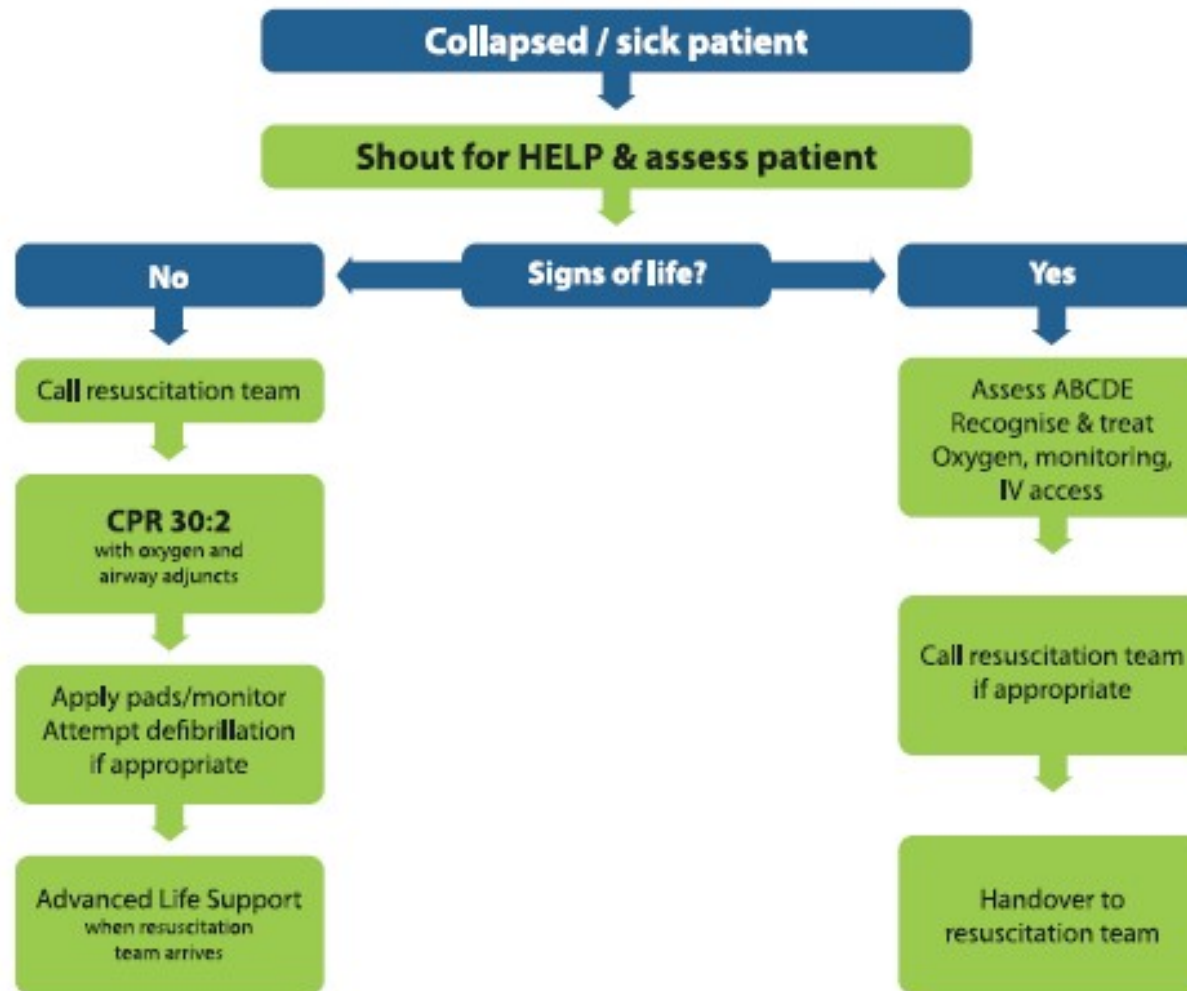 Collapsed / sick patient
Shout for HELP & assess patient
No
Signs of life?
Yes
Call resuscitation team
CPR 30:2
with oxygen and
airway adjuncts
Apply pads/monitor
Attempt defibrillation
if appropriate
Advanced Life Support
when resuscitation
team arrives
Assess ABCDE
Recognise & treat
Oxygen, monitoring,
IV access
Call resuscitation team
if appropriate
Handover to
resuscitation team